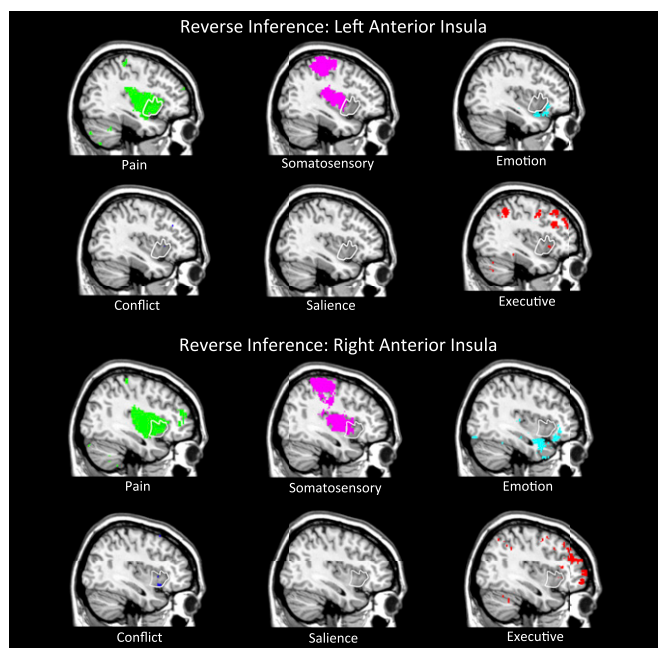 Reverse Inference: Left Anterior Insula
Pain
Somatosensory
Emotion
Conflict
Salience
Executive
Reverse Inference: Right Anterior Insula
Pain
Somatosensory
Emotion
Conflict
Salience
Executive